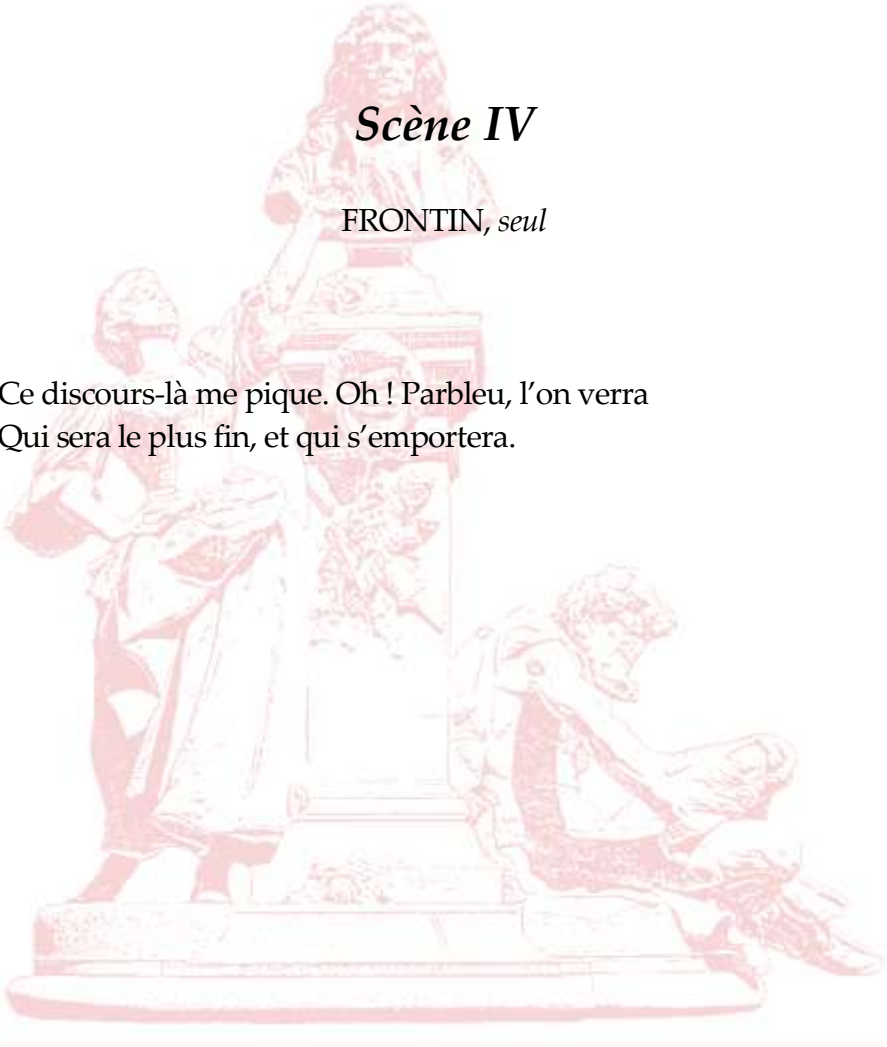 Scène IV
FRONTIN, seul
Ce discours-là me pique. Oh ! Parbleu, l’on verra
Qui sera le plus fin, et qui s’emportera.